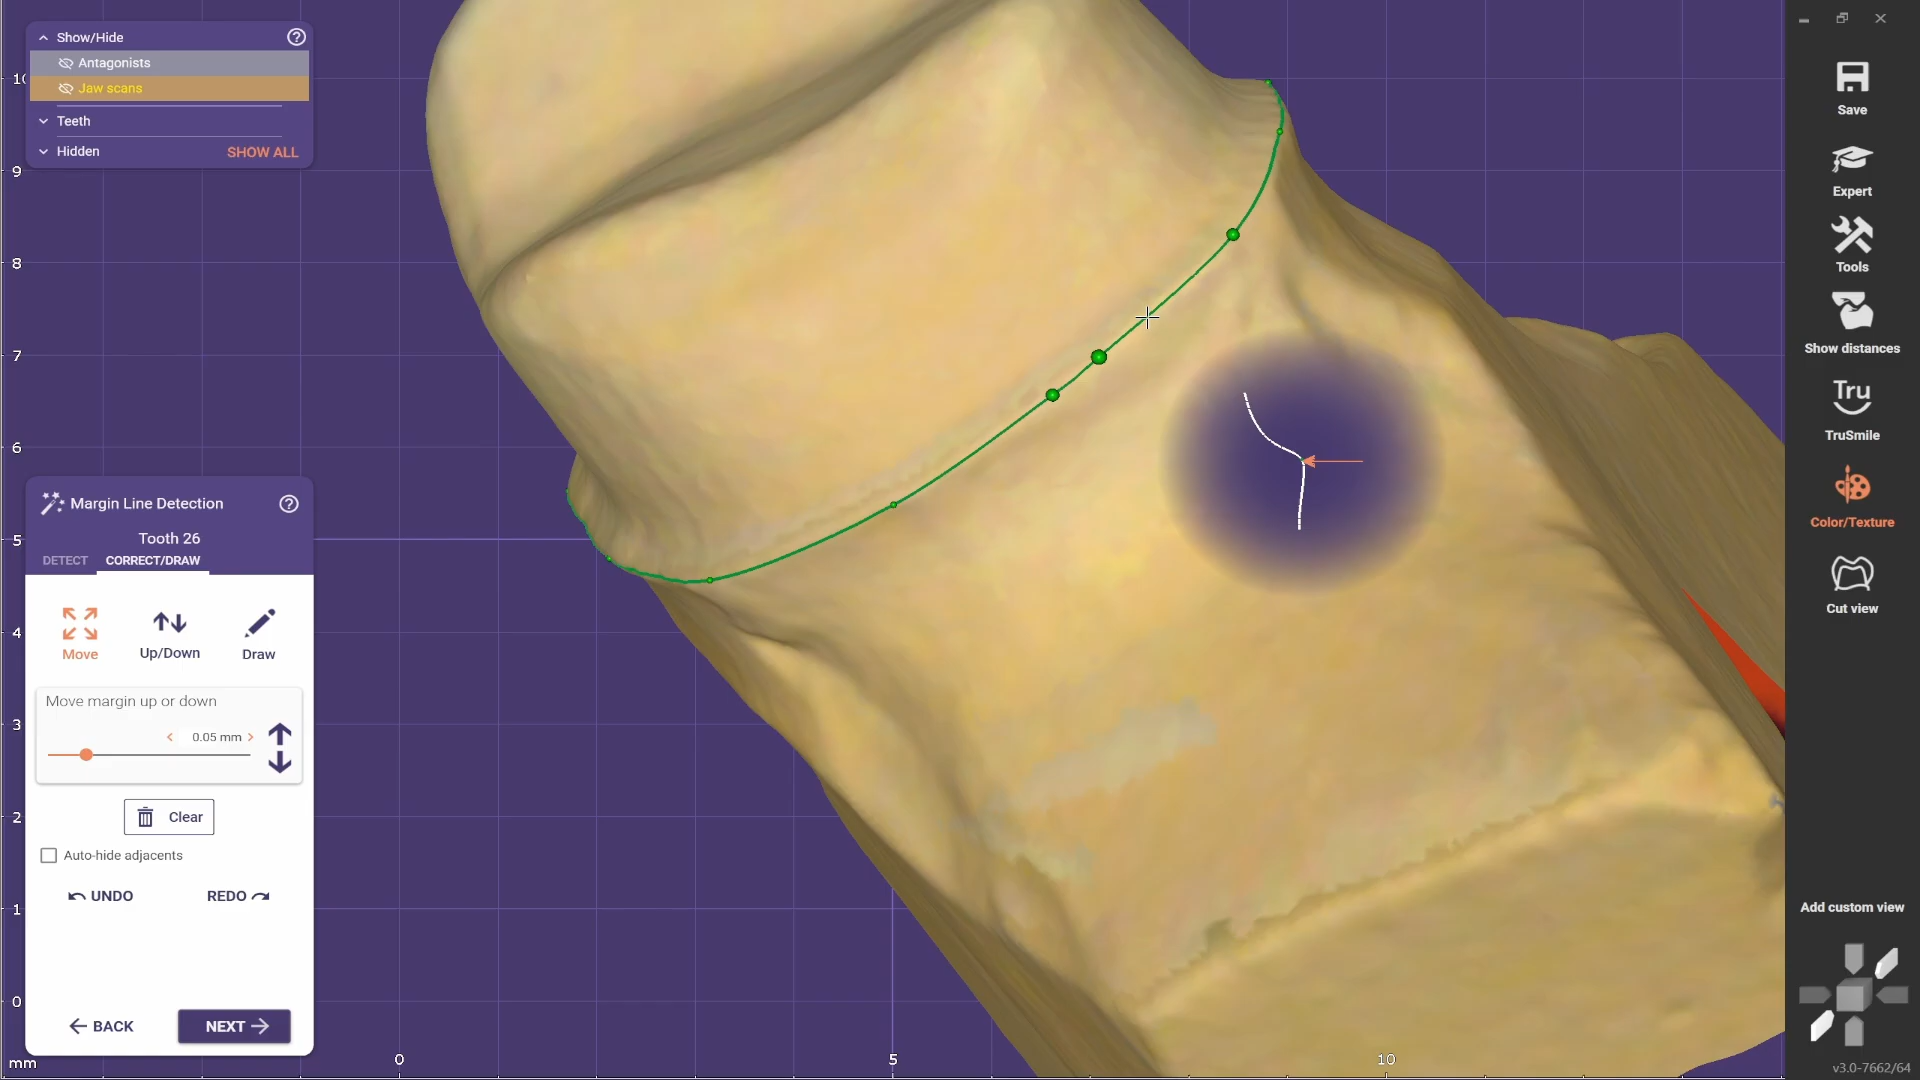 Show/Hide
Antagonists
Jaw scans
Teeth
Hidden SHOW ALL
Margin Line Detection
Tooth 26
DETECT CORRECT/DRAW
Move Up/Down Draw
Move margin up or down
0.05 mm
Clear
Auto-hide adjacents
UNDO REDO
BACK NEXT
10
9
8
7
6
5
4
3
2
1
0
mm
0 5 10
Save
Expert
Tools
Show distances
Tru
TruSmile
Color/Texture
Cut view
Add custom view
v3.0-7662/64